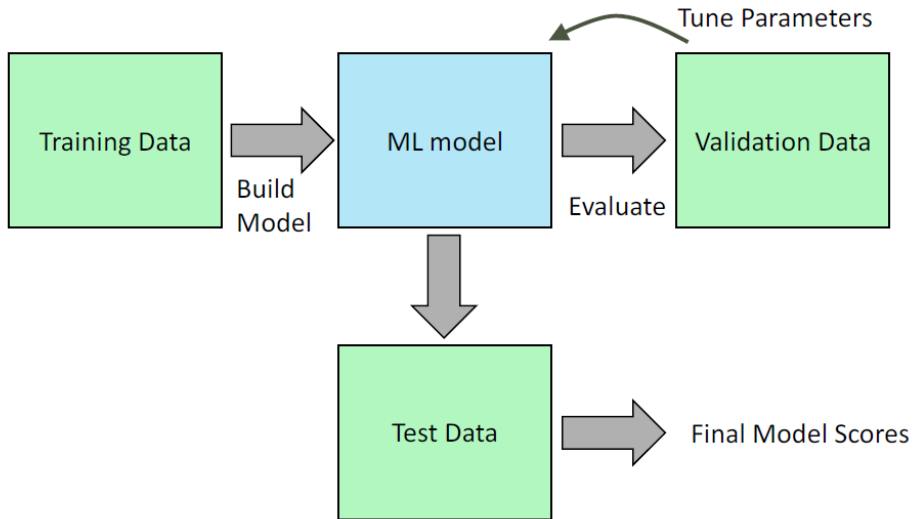 Tune Parameters
Training Data
ML model
Validation Data
Build
Model
Evaluate
Test Data
Final Model Scores